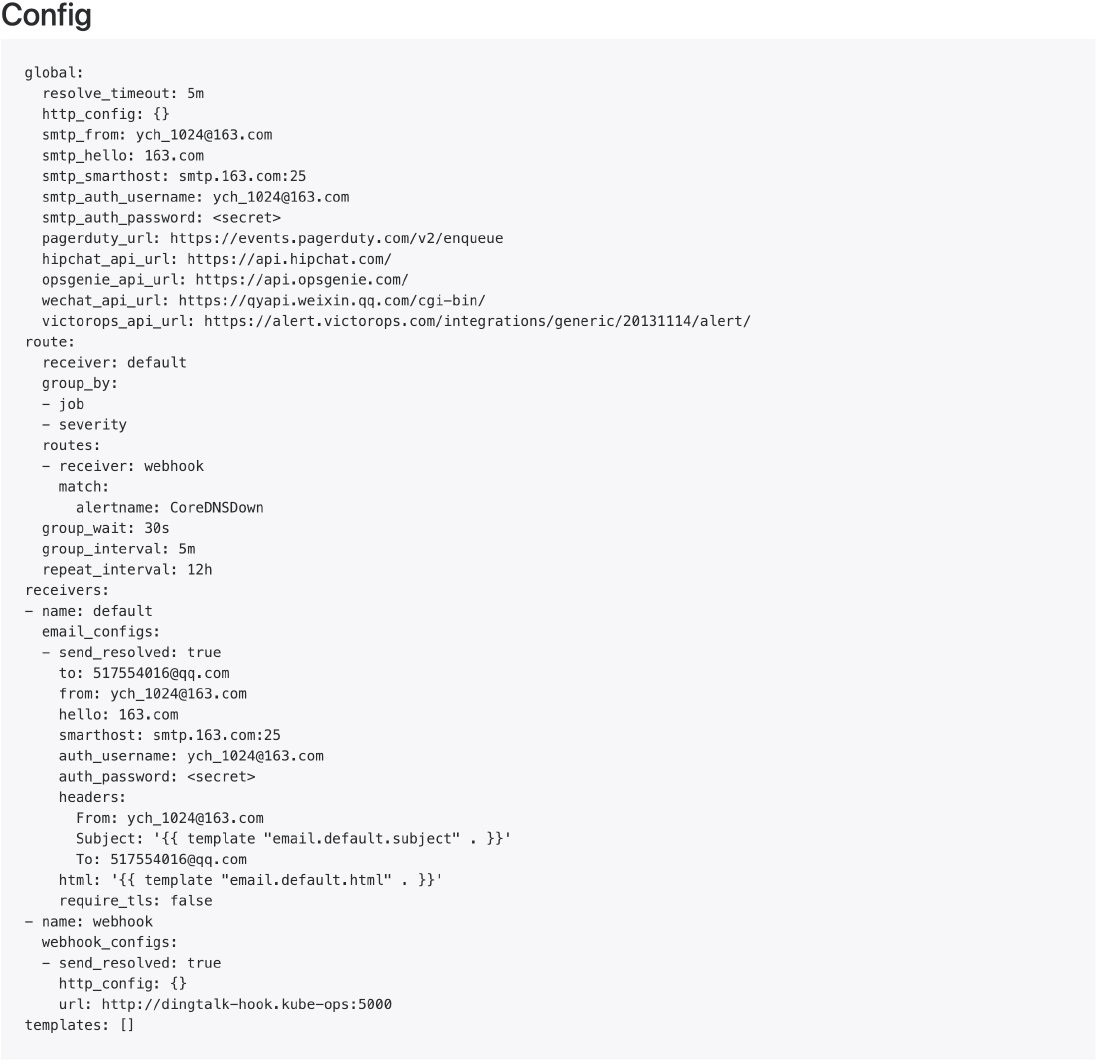 Config
global:
  resolve_timeout: 5m
  http_config: {}
  smtp_from: ych_1024@163.com
  smtp_hello: 163.com
  smtp_smarthost: smtp.163.com:25
  smtp_auth_username: ych_1024@163.com
  smtp_auth_password: <secret>
  pagerduty_url: https://events.pagerduty.com/v2/enqueue
  hipchat_api_url: https://api.hipchat.com/
  opsgenie_api_url: https://api.opsgenie.com/
  wechat_api_url: https://qyapi.weixin.qq.com/cgi-bin/
  victorops_api_url: https://alert.victorops.com/integrations/generic/20131114/alert/
route:
  receiver: default
  group_by:
  - job
  - severity
  routes:
  - receiver: webhook
    match:
      alertname: CoreDNSDown
  group_wait: 30s
  group_interval: 5m
  repeat_interval: 12h
receivers:
- name: default
  email_configs:
  - send_resolved: true
    to: 517554016@qq.com
    from: ych_1024@163.com
    hello: 163.com
    smarthost: smtp.163.com:25
    auth_username: ych_1024@163.com
    auth_password: <secret>
    headers:
      From: ych_1024@163.com
      Subject: '{{ template "email.default.subject" . }}'
      To: 517554016@qq.com
    html: '{{ template "email.default.html" . }}'
    require_tls: false
- name: webhook
  webhook_configs:
  - send_resolved: true
    http_config: {}
    url: http://dingtalk-hook.kube-ops:5000
templates: []